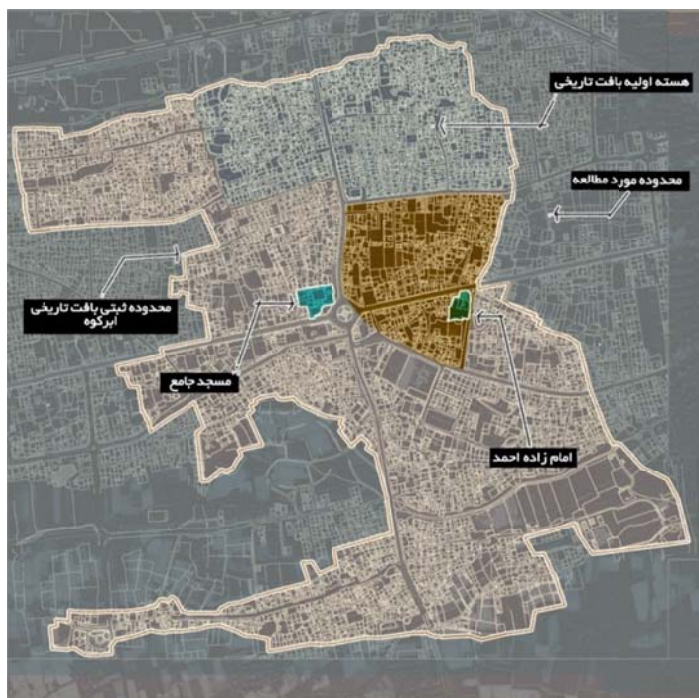 هسته اولیه بافت تاریخی
محدوده مورد مطالعه
محدوده ثبتی بافت تاریخی
ابرکوه
مسجد جامع
امام زاده احمد